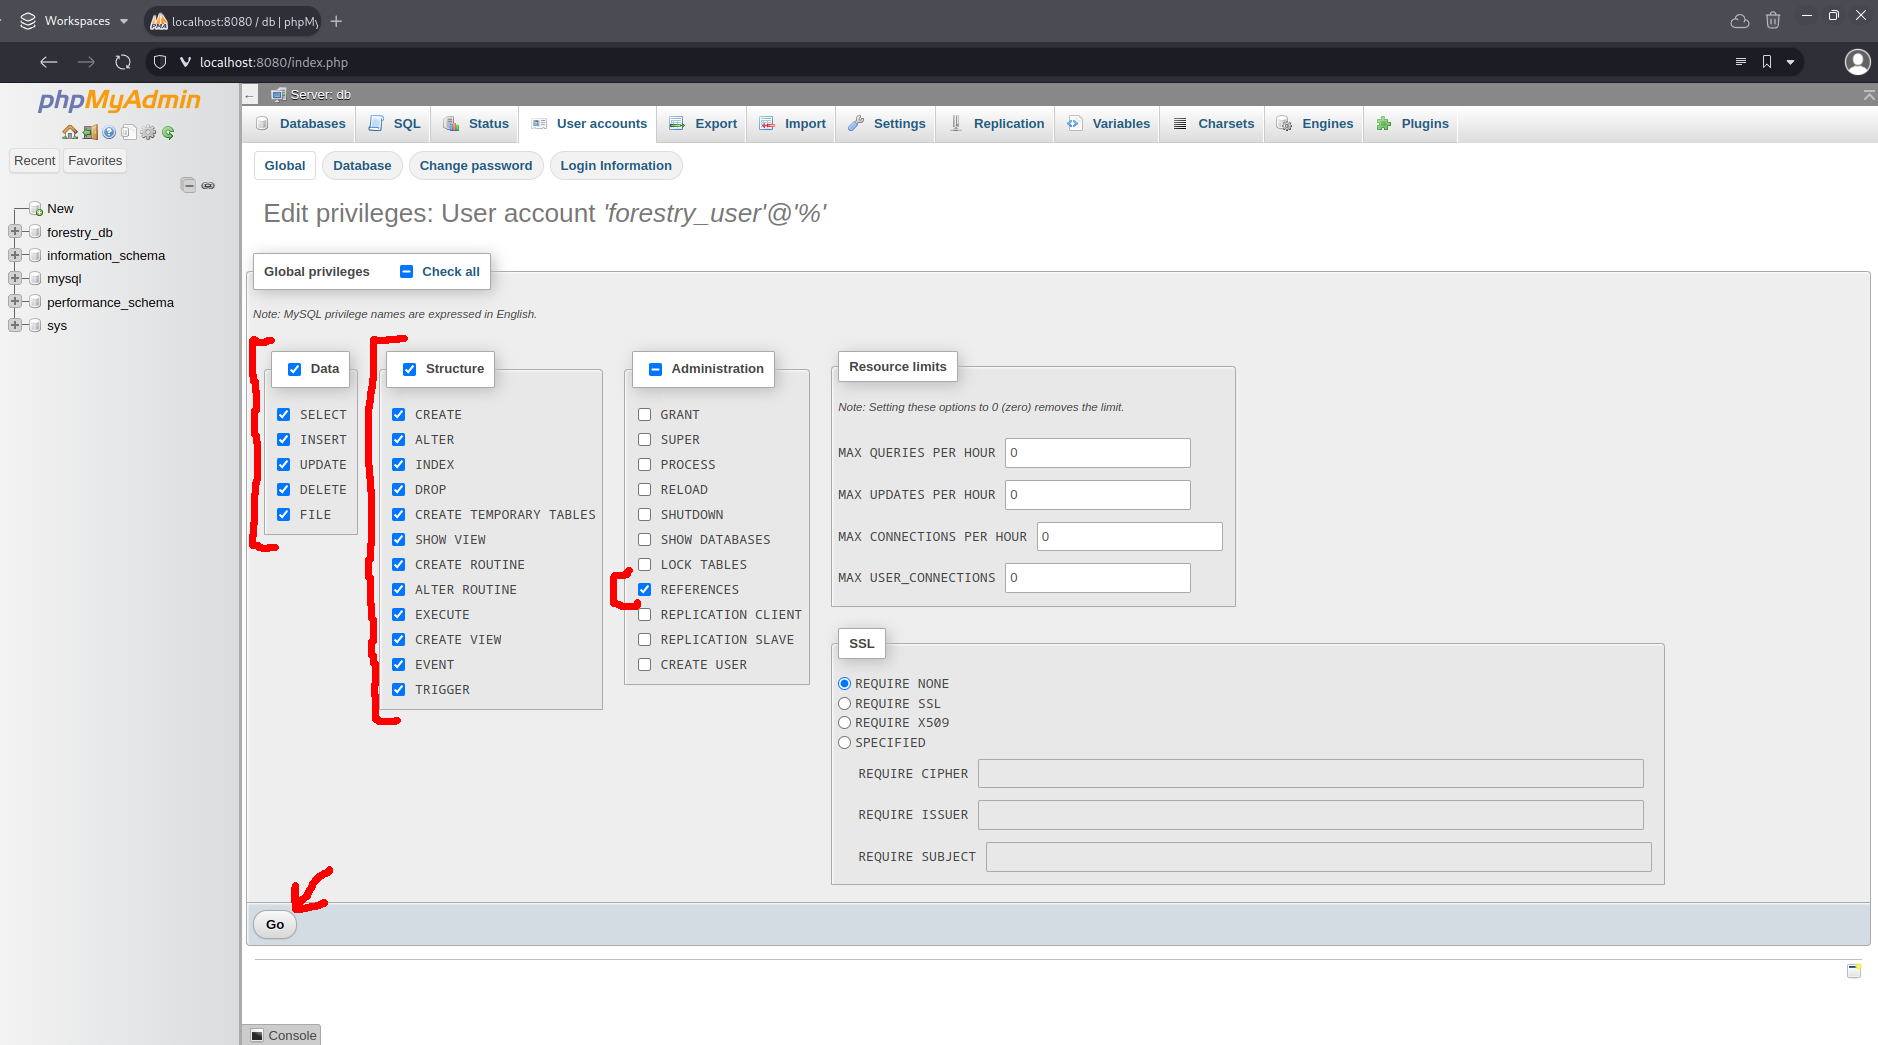 Workspaces
localhost:8080 / db | phpMy
localhost:8080/index.php
phpMyAdmin
Recent
Favorites
New
forestry_db
information_schema
mysql
performance_schema
sys
Server: db
Databases
SQL
Status
User accounts
Export
Import
Settings
Replication
Variables
Charsets
Engines
Plugins
Global
Database
Change password
Login Information
Edit privileges: User account 'forestry_user'@'%'
Global privileges
Check all
Note: MySQL privilege names are expressed in English.
Data
SELECT
INSERT
UPDATE
DELETE
FILE
Structure
CREATE
ALTER
INDEX
DROP
CREATE TEMPORARY TABLES
SHOW VIEW
CREATE ROUTINE
ALTER ROUTINE
EXECUTE
CREATE VIEW
EVENT
TRIGGER
Administration
GRANT
SUPER
PROCESS
RELOAD
SHUTDOWN
SHOW DATABASES
LOCK TABLES
REFERENCES
REPLICATION CLIENT
REPLICATION SLAVE
CREATE USER
Resource limits
Note: Setting these options to 0 (zero) removes the limit.
MAX QUERIES PER HOUR 0
MAX UPDATES PER HOUR 0
MAX CONNECTIONS PER HOUR 0
MAX USER_CONNECTIONS 0
SSL
REQUIRE NONE
REQUIRE SSL
REQUIRE X509
SPECIFIED
REQUIRE CIPHER
REQUIRE ISSUER
REQUIRE SUBJECT
Go
Console